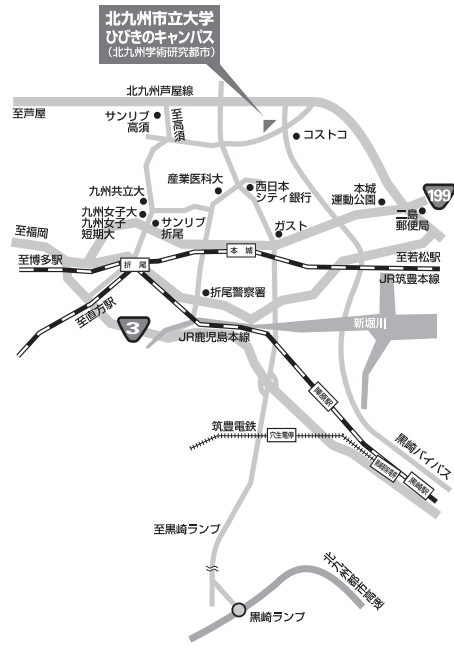 北九州市立大学
ひびきのキャンパス
(北九州学術研究都市)
北九州芦屋線
至芦屋
サンリブ
高須
至高須
コストコ
産業医科大
西日本
シティ銀行
九州共立大
九州女子大
九州女子
短期大
サンリブ
折尾
本城
運動公園
199
二島
郵便局
ガスト
至福岡
至博多駅
折尾
本城
至若松駅
JR筑豊本線
折尾警察署
至直方駅
3
JR鹿児島本線
新堀川
陣原駅
筑豊電鉄
穴生電停
黒崎駅
黒崎バイパス
至黒崎ランプ
北九州都市高速
黒崎ランプ